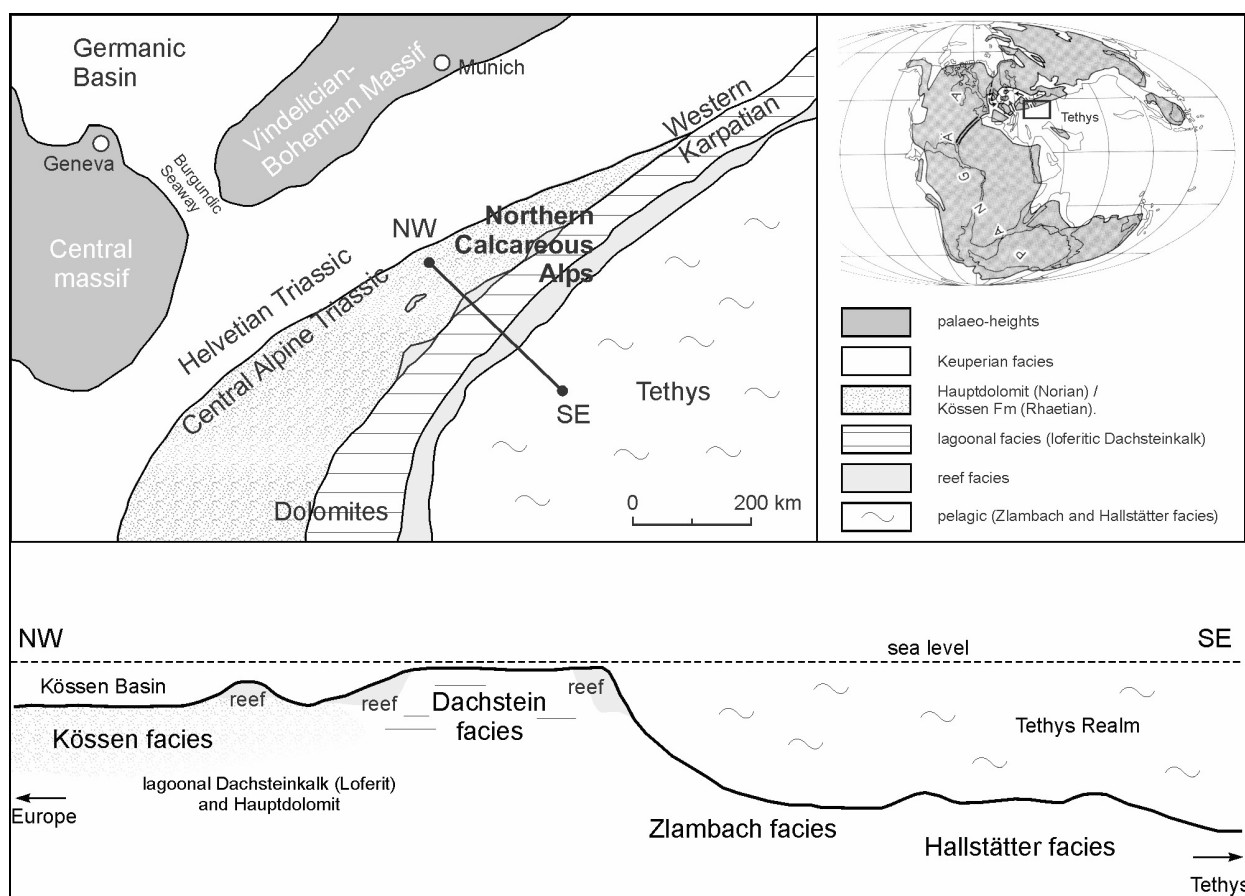 Germanic
Basin
Vindelician-
Bohemian Massif
Munich
Geneva
Burgundic
Seaway
Central
massif
Western
Karpatian
Northern
Calcareous
Alps
NW
Helvetian Triassic
Central Alpine Triassic
SE
Tethys
Dolomites
0
200 km
P A N G Ä A
Tethys
palaeo-heights
Keuperian facies
Hauptdolomit (Norian) /
Kössen Fm (Rhaetian).
lagoonal facies (loferitic Dachsteinkalk)
reef facies
pelagic (Zlambach and Hallstätter facies)
NW
SE
sea level
Kössen Basin
reef
reef
reef
Dachstein
facies
Kössen facies
Tethys Realm
lagoonal Dachsteinkalk (Loferit)
and Hauptdolomit
Europe
Zlambach facies
Hallstätter facies
Tethys